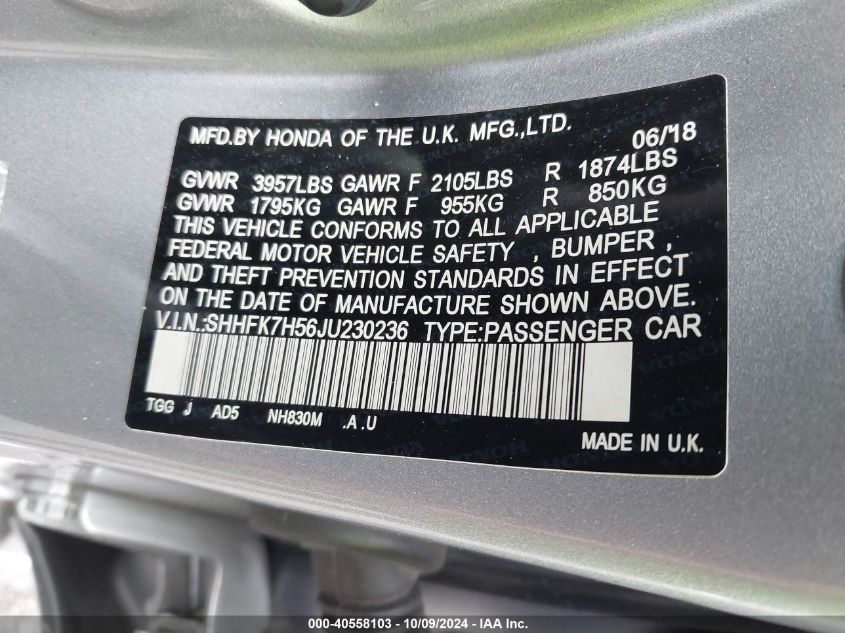 MFD.BY HONDA OF THE U.K. MFG.,LTD. 06/'18
GVWR 3957LBS GAWR F 2105LBS R 1874LBS
GVWR 1795KG GAWR F 955KG R 850KG
THIS VEHICLE CONFORMS TO ALL APPLICABLE
FEDERAL MOTOR VEHICLE SAFETY , BUMPER ,
AND THEFT PREVENTION STANDARDS IN EFFECT
ON THE DATE OF MANUFACTURE SHOWN ABOVE.
V.I.N.:SHHFK7H56JU230236 TYPE:PASSENGER CAR
TGG J AD5 NH830M .A .U
MADE IN U.K.
000-40558103 - 10/09/2024 - IAA Inc.